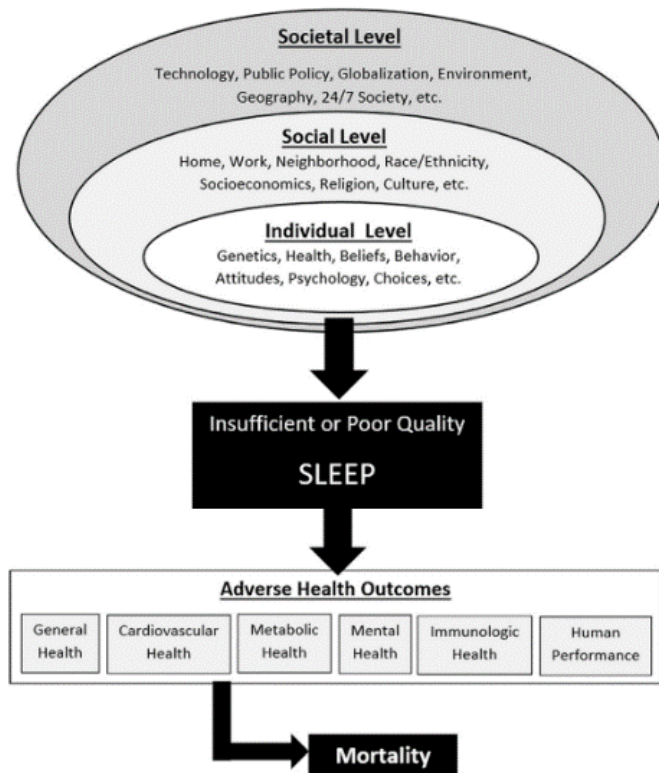 Societal Level
Technology, Public Policy, Globalization, Environment,
Geography, 24/7 Society, etc.
Social Level
Home, Work, Neighborhood, Race/Ethnicity,
Socioeconomics, Religion, Culture, etc.
Individual Level
Genetics, Health, Beliefs, Behavior,
Attitudes, Psychology, Choices, etc.
Insufficient or Poor Quality
SLEEP
Adverse Health Outcomes
General
Health
Cardiovascular
Health
Metabolic
Health
Mental
Health
Immunologic
Health
Human
Performance
Mortality